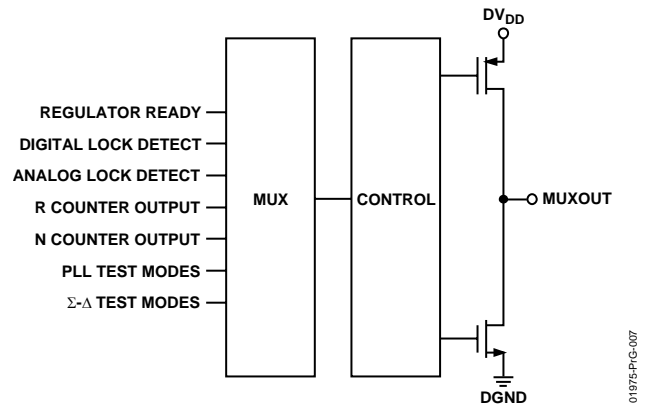 DVDD
REGULATOR READY
DIGITAL LOCK DETECT
ANALOG LOCK DETECT
R COUNTER OUTPUT
N COUNTER OUTPUT
PLL TEST MODES
Σ-Δ TEST MODES
MUX
CONTROL
MUXOUT
DGND
01975-PrG-007